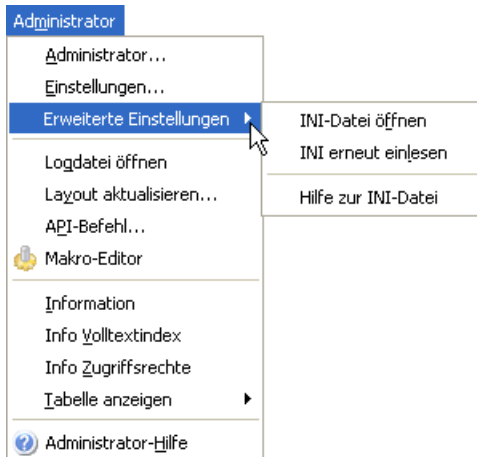 Administrator
Administrator...
Einstellungen...
Erweiterte Einstellungen
INI-Datei öffnen
INI erneut einlesen
Hilfe zur INI-Datei
Logdatei öffnen
Layout aktualisieren...
API-Befehl...
Makro-Editor
Information
Info Volltextindex
Info Zugriffsrechte
Tabelle anzeigen
Administrator-Hilfe